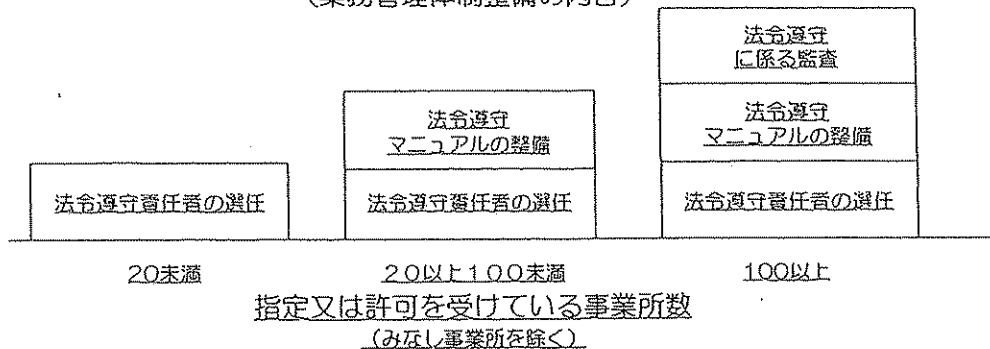 (業務管理体制整備の内容)
法令遵守
に係る監査
法令遵守
マニュアルの整備
法令遵守責任者の選任
法令遵守
マニュアルの整備
法令遵守責任者の選任
法令遵守責任者の選任
20未満
20以上100未満
100以上
指定又は許可を受けている事業所数
(みなし事業所を除く)